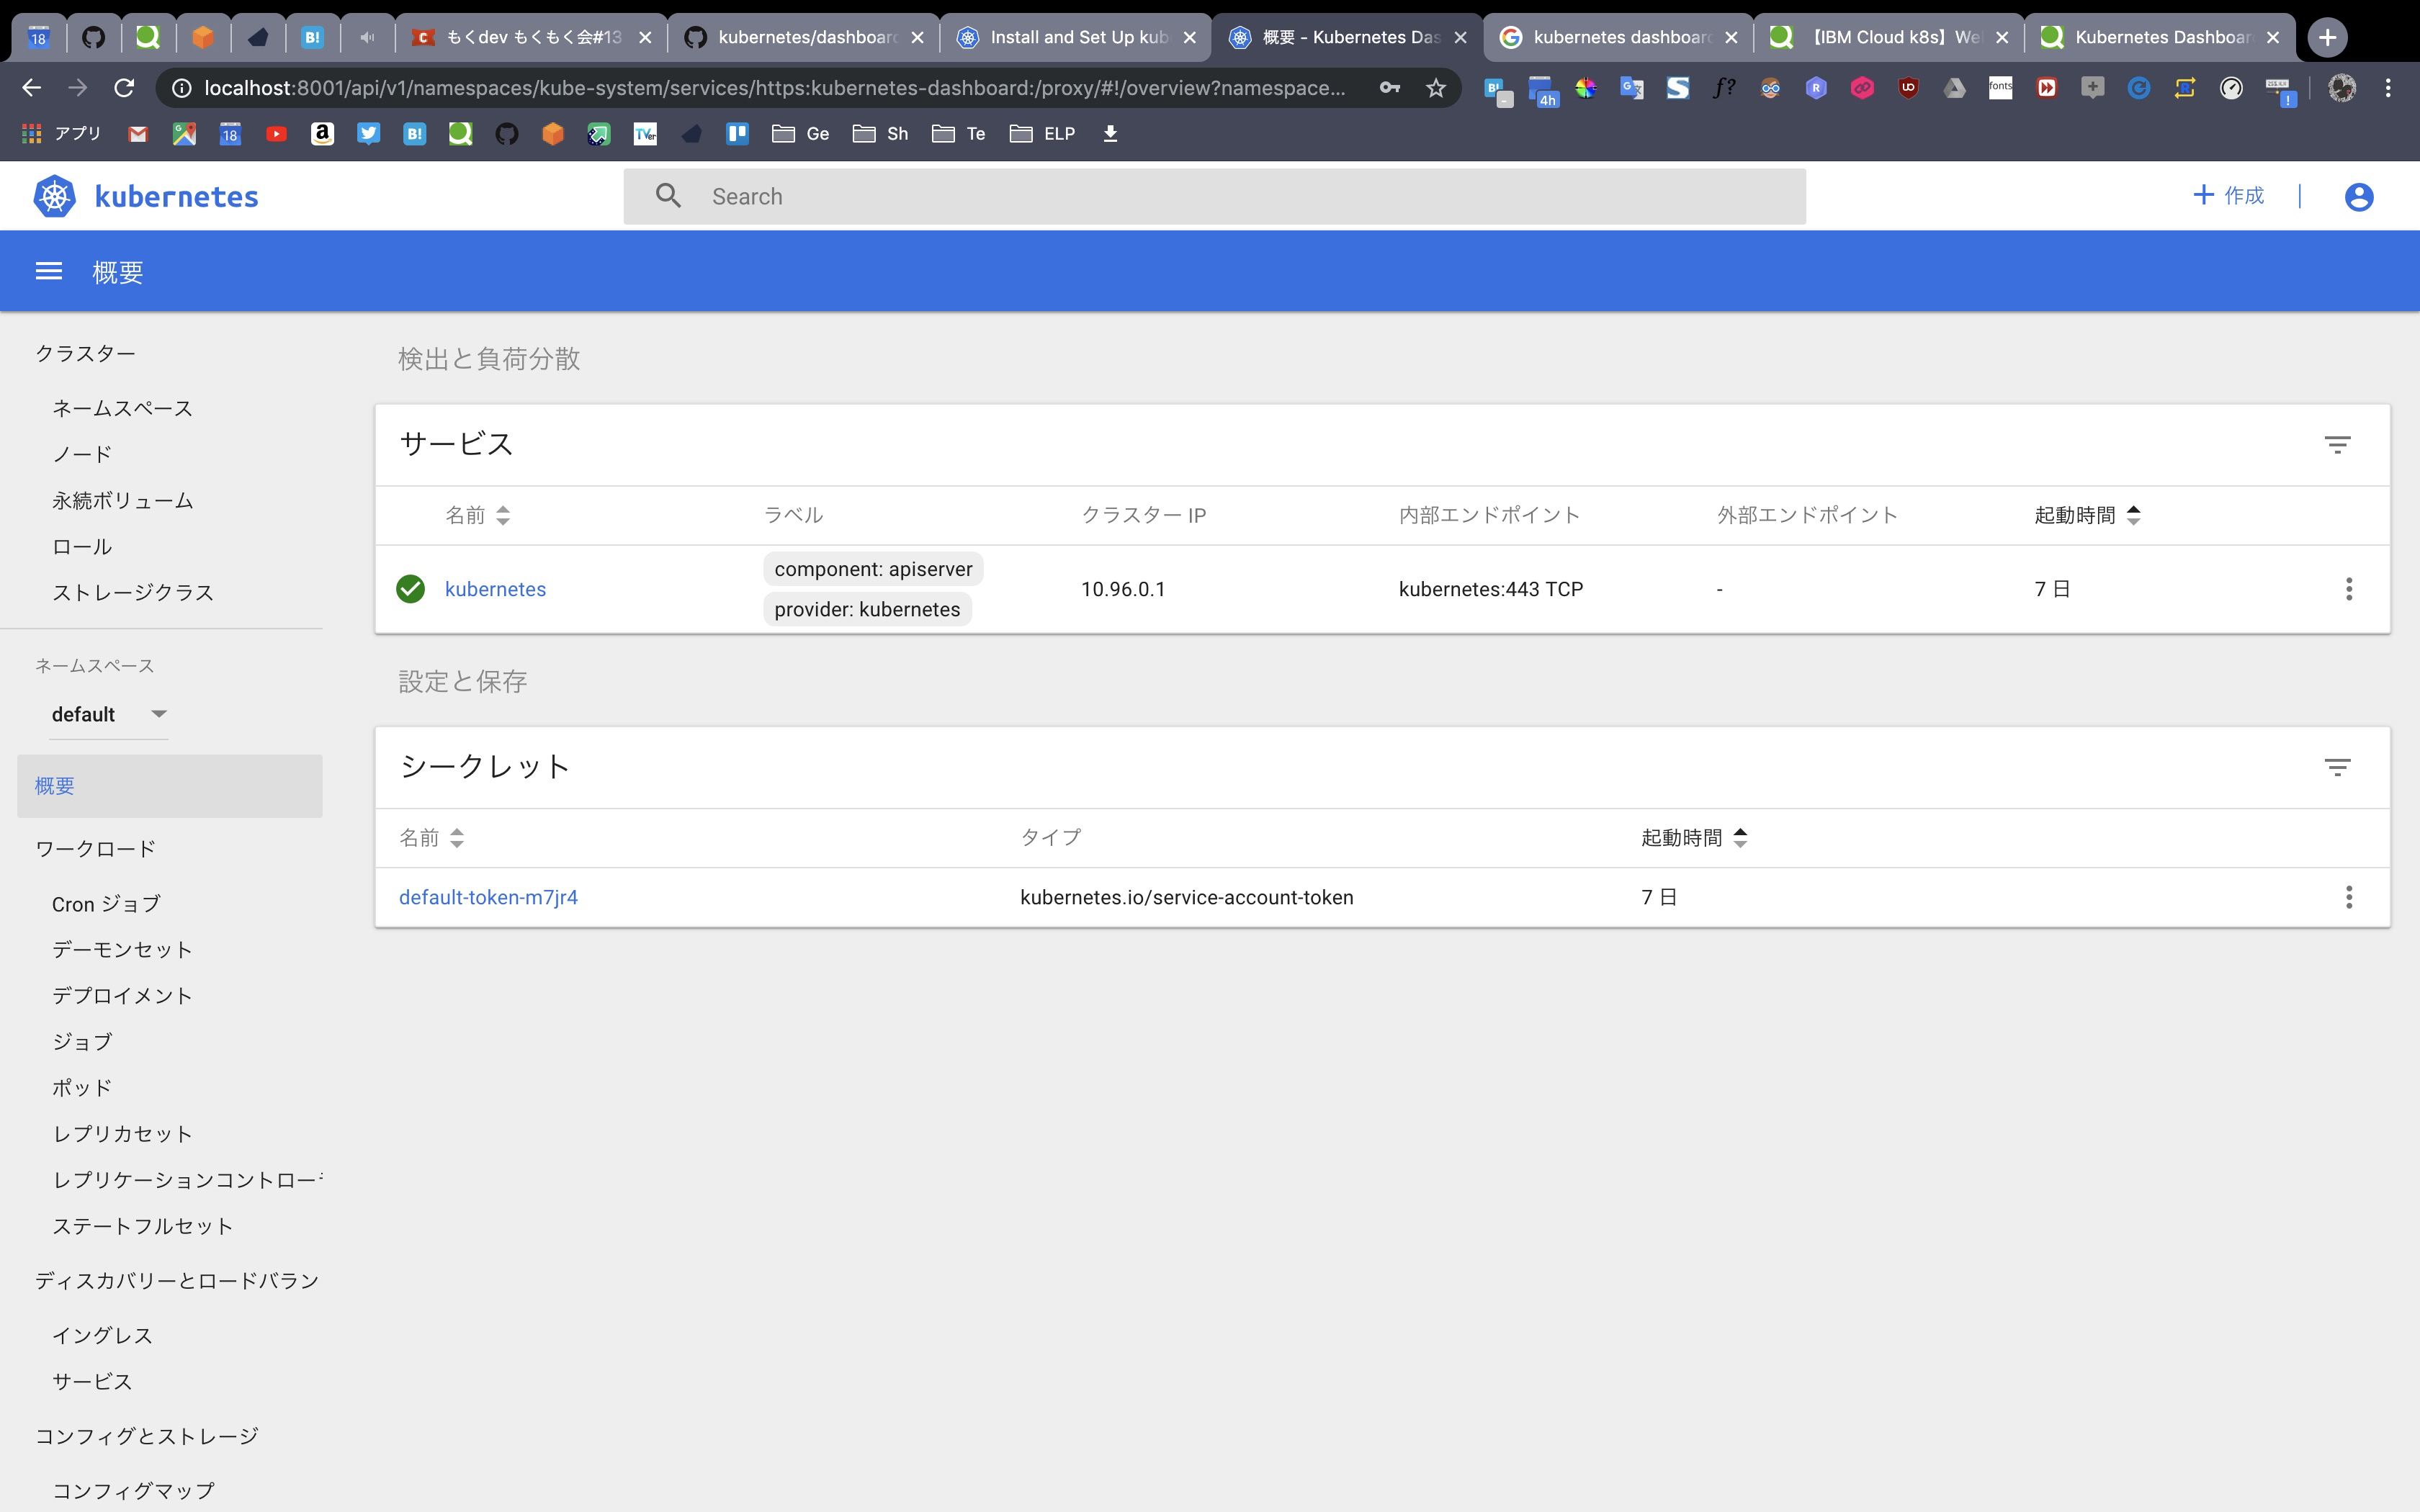 18
B!
C もくdev もくもく会#13
kubernetes/dashboar
Install and Set Up kub
概要 - Kubernetes Das
kubernetes dashboar
【IBM Cloud k8s】We
Kubernetes Dashboar
localhost:8001/api/v1/namespaces/kube-system/services/https:kubernetes-dashboard:/proxy/#!/overview?namespace...
4h
f?
fonts
アプリ
18
B!
TVer
Ge
Sh
Te
ELP
kubernetes
Search
作成
概要
クラスター
ネームスペース
ノード
永続ボリューム
ロール
ストレージクラス
ネームスペース
default
概要
ワークロード
Cron ジョブ
デーモンセット
デプロイメント
ジョブ
ポッド
レプリカセット
レプリケーションコントロー
ステートフルセット
ディスカバリーとロードバラン
イングレス
サービス
コンフィグとストレージ
コンフィグマップ
検出と負荷分散
サービス
名前 ラベル クラスター IP 内部エンドポイント 外部エンドポイント 起動時間
kubernetes component: apiserver 10.96.0.1 kubernetes:443 TCP - 7 日
provider: kubernetes
設定と保存
シークレット
名前 タイプ 起動時間
default-token-m7jr4 kubernetes.io/service-account-token 7 日